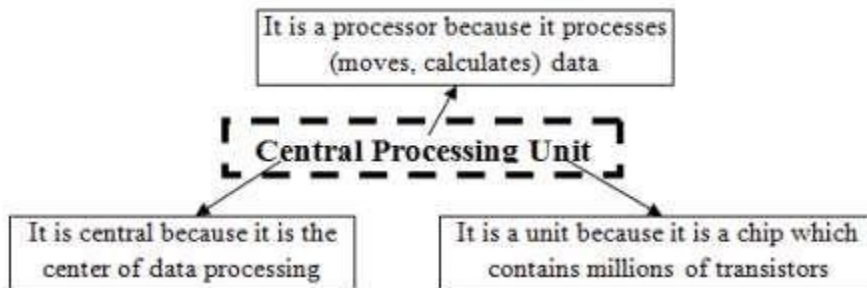 It is a processor because it processes
(moves, calculates) data
Central Processing Unit
It is central because it is the
center of data processing
It is a unit because it is a chip which
contains millions of transistors